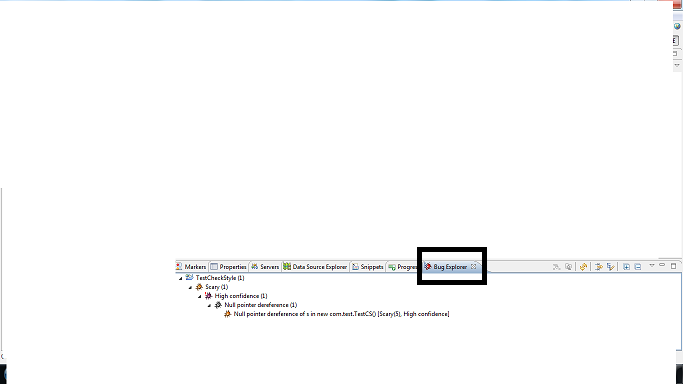 Markers Properties Servers Data Source Explorer Snippets Progress Bug Explorer
TestCheckStyle (1)
Scary (1)
High confidence (1)
Null pointer dereference (1)
Null pointer dereference of s in new com.test.TestCS() [Scary(5), High confidence]